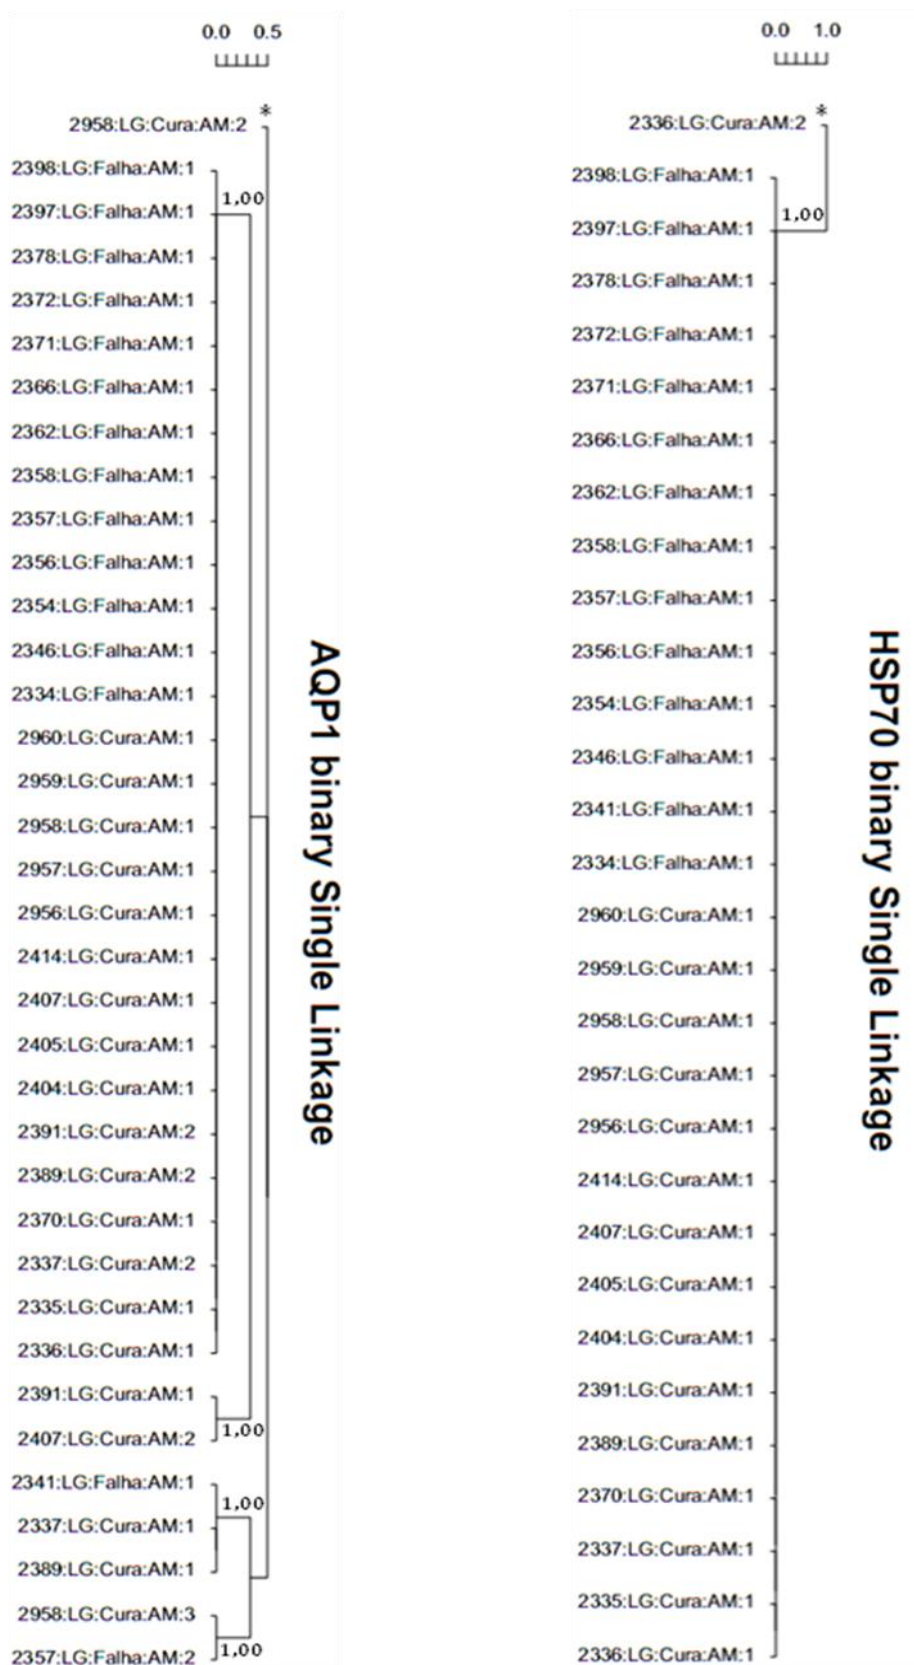 0.0 0.5
*
2958:LG:Cura:AM:2
2398:LG:Falha:AM:1
1,00
2397:LG:Falha:AM:1
2378:LG:Falha:AM:1
2372:LG:Falha:AM:1
2371:LG:Falha:AM:1
2366:LG:Falha:AM:1
2362:LG:Falha:AM:1
2358:LG:Falha:AM:1
2357:LG:Falha:AM:1
2356:LG:Falha:AM:1
2354:LG:Falha:AM:1
2346:LG:Falha:AM:1
2334:LG:Falha:AM:1
2960:LG:Cura:AM:1
2959:LG:Cura:AM:1
2958:LG:Cura:AM:1
2957:LG:Cura:AM:1
2956:LG:Cura:AM:1
2414:LG:Cura:AM:1
2407:LG:Cura:AM:1
2405:LG:Cura:AM:1
2404:LG:Cura:AM:1
2391:LG:Cura:AM:2
2389:LG:Cura:AM:2
2370:LG:Cura:AM:1
2337:LG:Cura:AM:2
2335:LG:Cura:AM:1
2336:LG:Cura:AM:1
2391:LG:Cura:AM:1
1,00
2407:LG:Cura:AM:2
2341:LG:Falha:AM:1
1,00
2337:LG:Cura:AM:1
2389:LG:Cura:AM:1
2958:LG:Cura:AM:3
1,00
2357:LG:Falha:AM:2
AQP1 binary Single Linkage
0.0 1.0
*
2336:LG:Cura:AM:2
2398:LG:Falha:AM:1
1,00
2397:LG:Falha:AM:1
2378:LG:Falha:AM:1
2372:LG:Falha:AM:1
2371:LG:Falha:AM:1
2366:LG:Falha:AM:1
2362:LG:Falha:AM:1
2358:LG:Falha:AM:1
2357:LG:Falha:AM:1
2356:LG:Falha:AM:1
2354:LG:Falha:AM:1
2346:LG:Falha:AM:1
2341:LG:Falha:AM:1
2334:LG:Falha:AM:1
2960:LG:Cura:AM:1
2959:LG:Cura:AM:1
2958:LG:Cura:AM:1
2957:LG:Cura:AM:1
2956:LG:Cura:AM:1
2414:LG:Cura:AM:1
2407:LG:Cura:AM:1
2405:LG:Cura:AM:1
2404:LG:Cura:AM:1
2391:LG:Cura:AM:1
2389:LG:Cura:AM:1
2370:LG:Cura:AM:1
2337:LG:Cura:AM:1
2335:LG:Cura:AM:1
2336:LG:Cura:AM:1
HSP70 binary Single Linkage